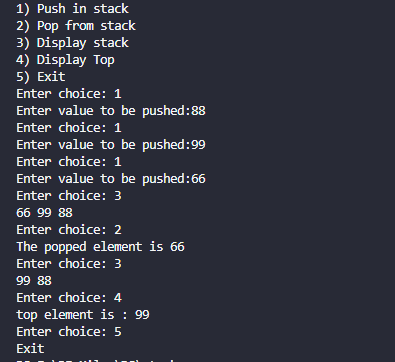 1) Push in stack
2) Pop from stack
3) Display stack
4) Display Top
5) Exit
Enter choice: 1
Enter value to be pushed:88
Enter choice: 1
Enter value to be pushed:99
Enter choice: 1
Enter value to be pushed:66
Enter choice: 3
66 99 88
Enter choice: 2
The popped element is 66
Enter choice: 3
99 88
Enter choice: 4
top element is : 99
Enter choice: 5
Exit